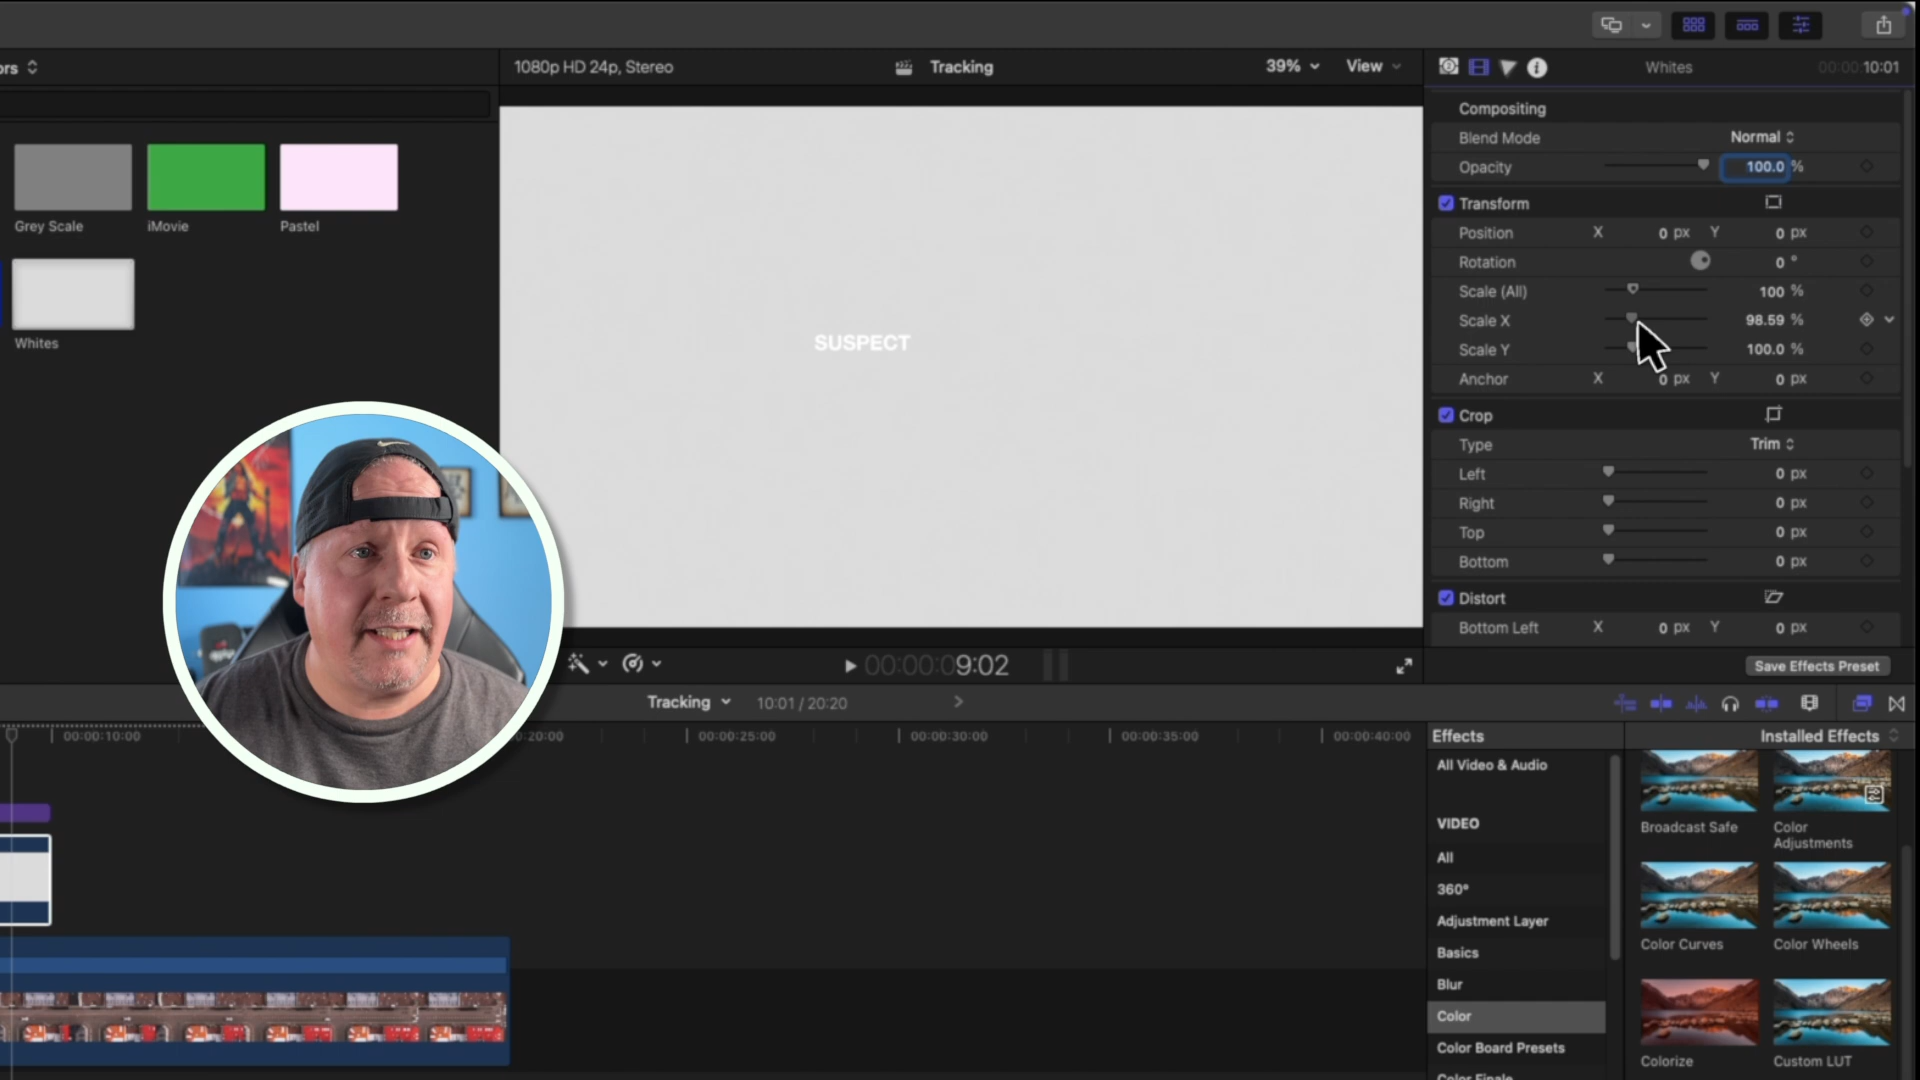 ors
1080p HD 24p, Stereo
Tracking
39%
View
Whites
00:00:10:01
Grey Scale
iMovie
Pastel
Whites
SUSPECT
Compositing
Blend Mode
Normal
Opacity
100.0 %
Transform
Position X 0 px Y 0 px
Rotation 0 °
Scale (All) 100 %
Scale X 98.59 %
Scale Y 100.0 %
Anchor X 0 px Y 0 px
Crop
Type Trim
Left 0 px
Right 0 px
Top 0 px
Bottom 0 px
Distort
Bottom Left X 0 px Y 0 px
Save Effects Preset
00:00:09:02
Tracking
10:01 / 20:20
00:00:10:00
0:20:00
00:00:25:00
00:00:30:00
00:00:35:00
00:00:40:00
Effects
Installed Effects
All Video & Audio
VIDEO
All
360°
Adjustment Layer
Basics
Blur
Color
Color Board Presets
Color Finale
Broadcast Safe
Color
Adjustments
Color Curves
Color Wheels
Colorize
Custom LUT